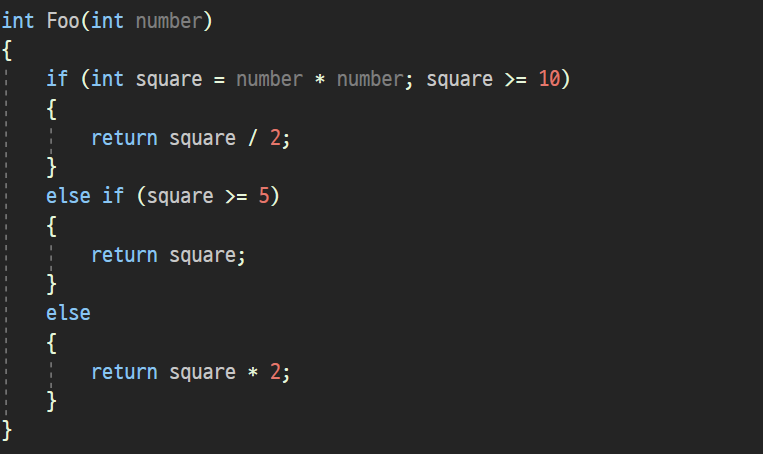 int Foo(int number)
{
    if (int square = number * number; square >= 10)
    {
        return square / 2;
    }
    else if (square >= 5)
    {
        return square;
    }
    else
    {
        return square * 2;
    }
}